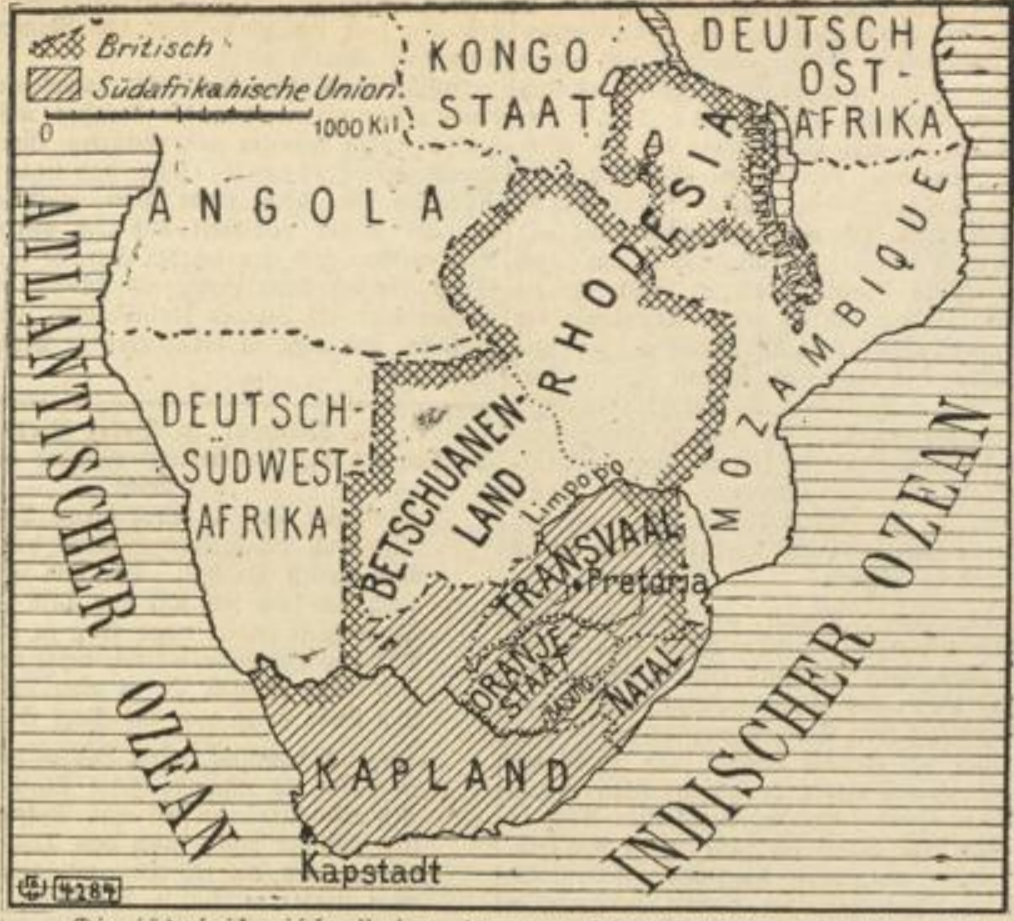 Britisch
Südafrikanische Union
0 1000 Kil.
KONGO
STAAT
DEUTSCH
OST-
AFRIKA
ANGOLA
RHODESIA
MOZAMBIQUE
ATLANTISCHER OZEAN
DEUTSCH-
SÜDWEST-
AFRIKA
BETSCHUANEN-
LAND
Limpopo
TRANSVAAL
Pretoria
ORANJE-
STAAT
NATAL
KAPLAND
Kapstadt
INDISCHER OZEAN
4284